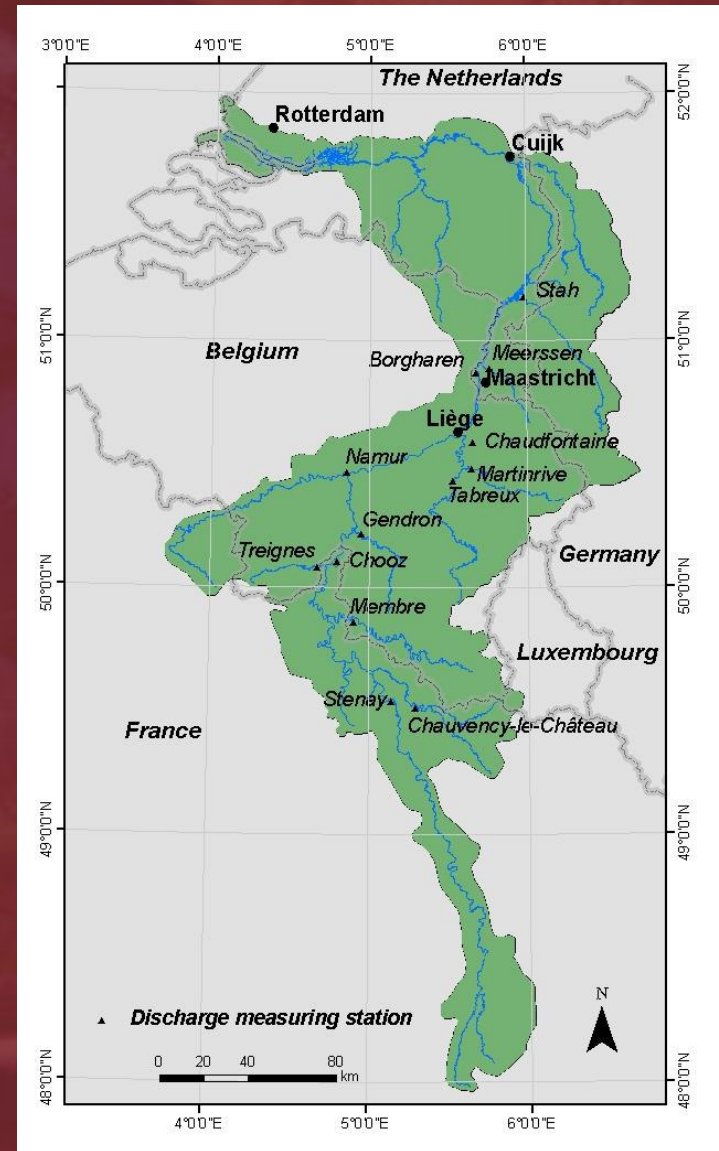 3°0'0"E 4°0'0"E 5°0'0"E 6°0'0"E
The Netherlands
52°0'0"N
Rotterdam
Cuijk
Stah
51°0'0"N 51°0'0"N
Belgium
Borgharen
Meerssen
Maastricht
Liège
Chaudfontaine
Namur
Martinrive
Tabreux
Gendron
Treignes
Chooz
Germany
50°0'0"N 50°0'0"N
Membre
Luxembourg
Stenay
Chauvency-le-Château
France
49°0'0"N 49°0'0"N
N
Discharge measuring station
0 20 40 80
km
48°0'0"N 48°0'0"N
4°0'0"E 5°0'0"E 6°0'0"E